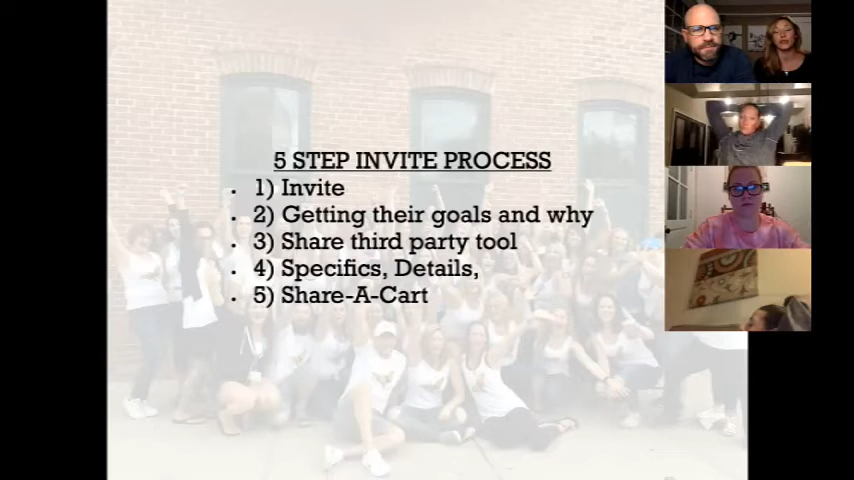 5 STEP INVITE PROCESS
• 1) Invite
• 2) Getting their goals and why
• 3) Share third party tool
• 4) Specifics, Details,
• 5) Share-A-Cart